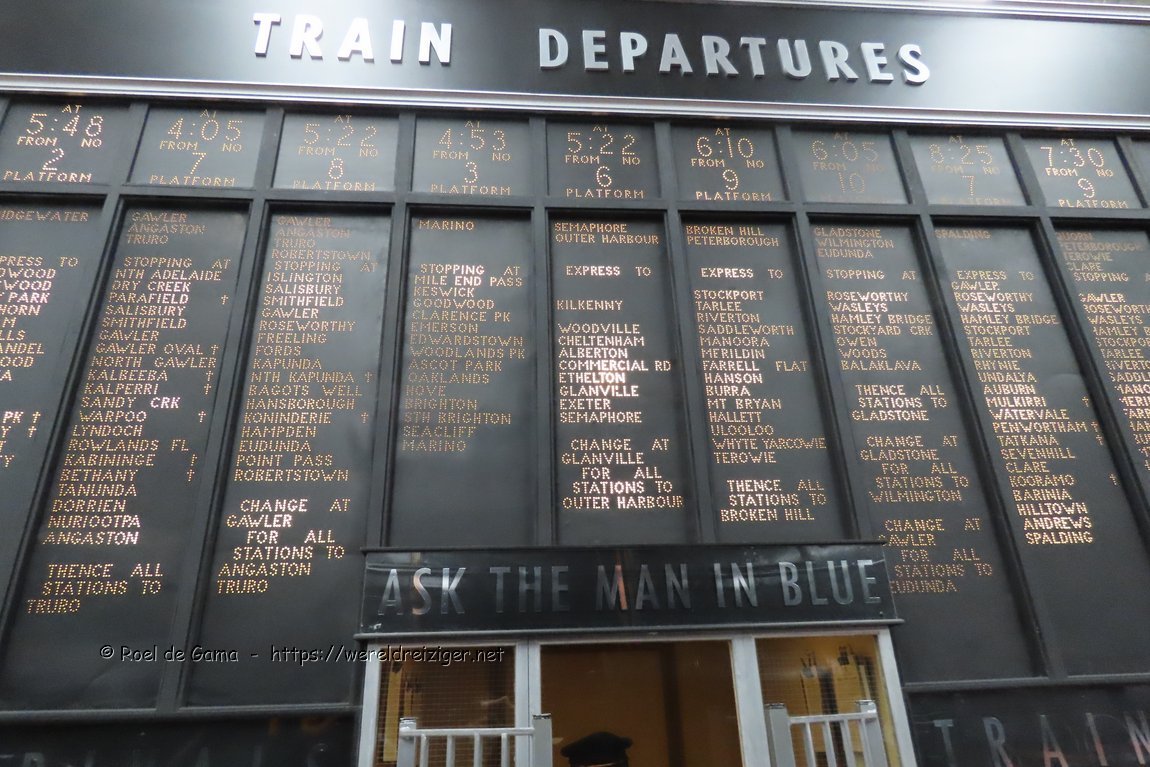 TRAIN DEPARTURES
AT
5:48
FROM NO
2
PLATFORM
AT
4:05
FROM NO
7
PLATFORM
AT
5:22
FROM NO
8
PLATFORM
AT
4:53
FROM NO
3
PLATFORM
AT
5:22
FROM NO
6
PLATFORM
AT
6:10
FROM NO
9
PLATFORM
AT
6:05
FROM NO
10
AT
8:25
FROM NO
7
PLATFORM
AT
7:30
FROM NO
9
PLATFORM
GAWLER
ANGASTON
TRURO
STOPPING AT
NTH ADELAIDE
DRY CREEK
PARAFIELD †
SALISBURY
SMITHFIELD
GAWLER
GAWLER OVAL †
NORTH GAWLER
KALBEEBA †
KALPERRI †
SANDY CRK
WARPOO †
LYNDOCH
ROWLANDS FL
KABININGE †
BETHANY †
TANUNDA
DORRIEN
NURIOOTPA
ANGASTON
THENCE ALL
STATIONS TO
TRURO
GAWLER
ANGASTON
TRURO
ROBERTSTOWN
STOPPING AT
ISLINGTON
SALISBURY
SMITHFIELD
GAWLER
ROSEWORTHY
FREELING
FORDS
KAPUNDA
NTH KAPUNDA †
BAGOTS WELL
HANSBOROUGH
KONINDERIE †
HAMPDEN
EUDUNDA
POINT PASS
ROBERTSTOWN
CHANGE AT
GAWLER
FOR ALL
STATIONS TO
ANGASTON
TRURO
MARINO
STOPPING AT
MILE END PASS
KESWICK
GOODWOOD
CLARENCE PK
EMERSON
EDWARDSTOWN
WOODLANDS PK
ASCOT PARK
OAKLANDS
HOVE
BRIGHTON
STH BRIGHTON
SEACLIFF
MARINO
SEMAPHORE
OUTER HARBOUR
EXPRESS TO
KILKENNY
WOODVILLE
CHELTENHAM
ALBERTON
COMMERCIAL RD
ETHELTON
GLANVILLE
EXETER
SEMAPHORE
CHANGE AT
GLANVILLE
FOR ALL
STATIONS TO
OUTER HARBOUR
BROKEN HILL
PETERBOROUGH
EXPRESS TO
STOCKPORT
TARLEE
RIVERTON
SADDLEWORTH
MANOORA
MERILDIN
FARRELL FLAT
HANSON
BURRA
MT BRYAN
HALLETT
ULOOLOO
WHYTE YARCOWIE
TEROWIE
THENCE ALL
STATIONS TO
BROKEN HILL
GLADSTONE
WILMINGTON
EUDUNDA
STOPPING AT
ROSEWORTHY
WASLEYS
HAMLEY BRIDGE
STOCKYARD CRK
OWEN
WOODS
BALAKLAVA
THENCE ALL
STATIONS TO
GLADSTONE
CHANGE AT
GLADSTONE
FOR ALL
STATIONS TO
WILMINGTON
CHANGE AT
FOR ALL
STATIONS TO
EUDUNDA
SPALDING
EXPRESS TO
GAWLER
ROSEWORTHY
WASLEYS
HAMLEY BRIDGE
STOCKPORT
TARLEE
RIVERTON
RHYNIE
UNDALYA
AUBURN
MULKIRRI †
WATERVALE
PENWORTHAM †
TATKANA †
SEVENHILL
CLARE
KOORAMO †
BARINIA
HILLTOWN
ANDREWS
SPALDING
PETERBOROUGH
TEROWIE
CLARE
STOPPING
GAWLER
ASK THE MAN IN BLUE
© Roel de Gama - https://wereldreiziger.net
TRAIN